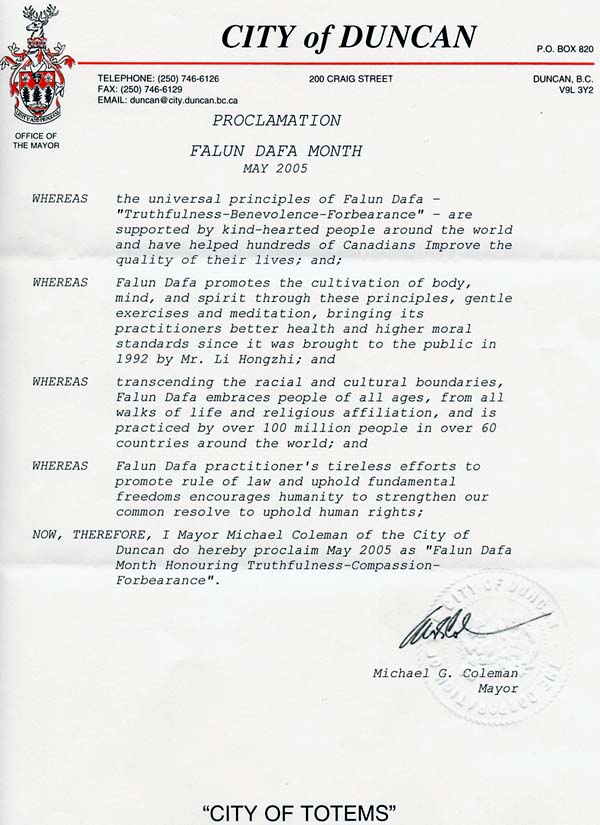 CITY of DUNCAN
P.O. BOX 820
TELEPHONE: (250) 746-6126
FAX: (250) 746-6129
EMAIL: duncan@city.duncan.bc.ca
200 CRAIG STREET
DUNCAN, B.C.
V9L 3Y2
OFFICE OF
THE MAYOR
PROCLAMATION
FALUN DAFA MONTH
MAY 2005
WHEREAS the universal principles of Falun Dafa –
"Truthfulness-Benevolence-Forbearance" – are
supported by kind-hearted people around the world
and have helped hundreds of Canadians Improve the
quality of their lives; and;
WHEREAS Falun Dafa promotes the cultivation of body,
mind, and spirit through these principles, gentle
exercises and meditation, bringing its
practitioners better health and higher moral
standards since it was brought to the public in
1992 by Mr. Li Hongzhi; and
WHEREAS transcending the racial and cultural boundaries,
Falun Dafa embraces people of all ages, from all
walks of life and religious affiliation, and is
practiced by over 100 million people in over 60
countries around the world; and
WHEREAS Falun Dafa practitioner's tireless efforts to
promote rule of law and uphold fundamental
freedoms encourages humanity to strengthen our
common resolve to uphold human rights;
NOW, THEREFORE, I Mayor Michael Coleman of the City of
Duncan do hereby proclaim May 2005 as "Falun Dafa
Month Honouring Truthfulness-Compassion-
Forbearance".
CITY OF DUNCAN
Michael G. Coleman
Mayor
"CITY OF TOTEMS"